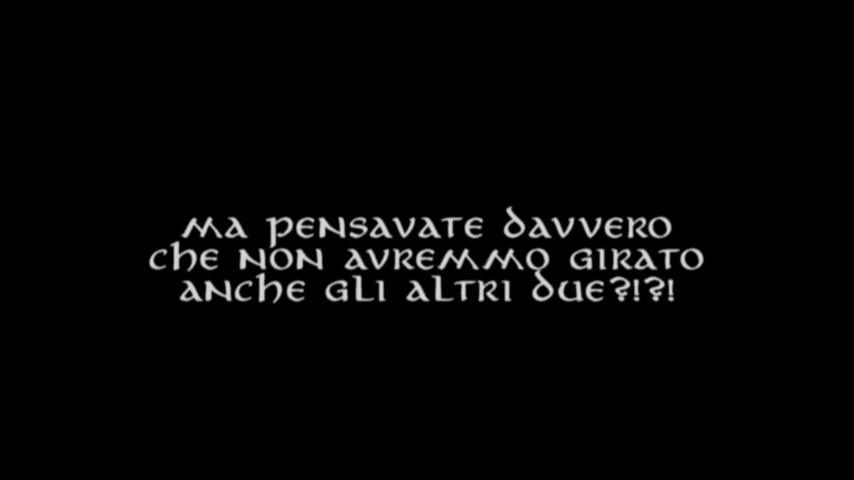 ma pensavate davvero
che non avremmo girato
anche gli altri due?!?!